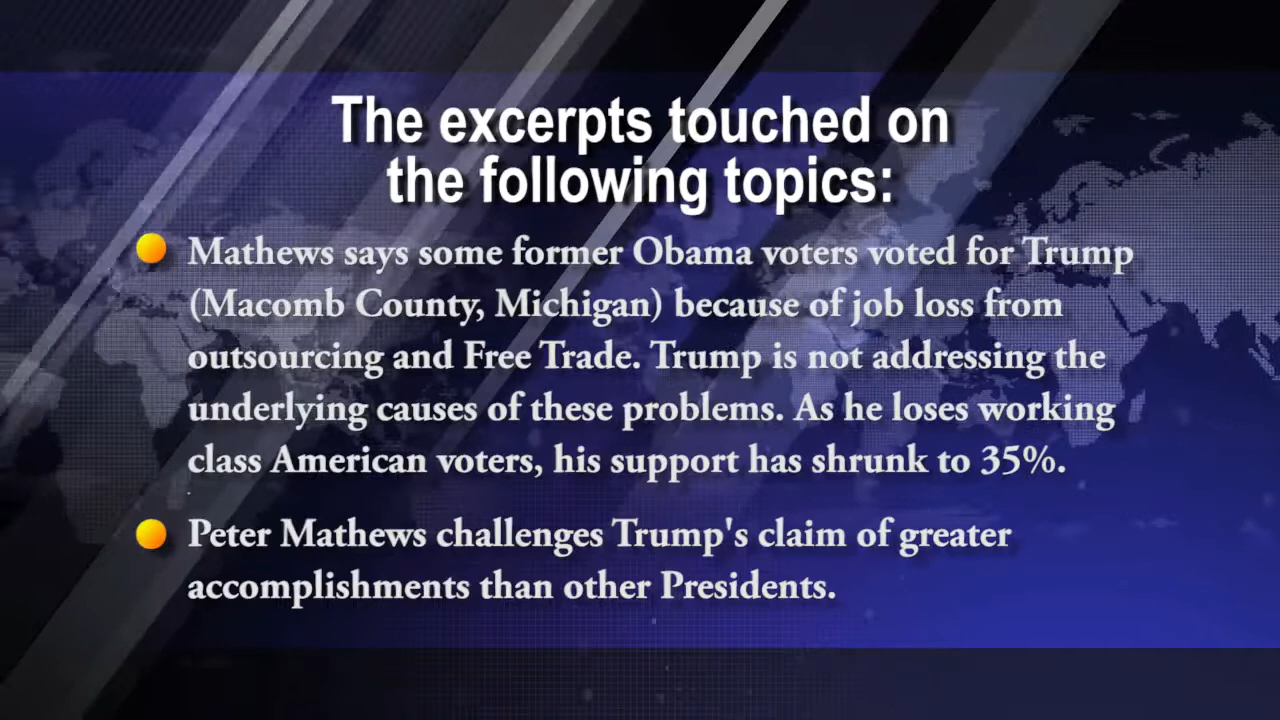 The excerpts touched on
the following topics:
Mathews says some former Obama voters voted for Trump
(Macomb County, Michigan) because of job loss from
outsourcing and Free Trade. Trump is not addressing the
underlying causes of these problems. As he loses working
class American voters, his support has shrunk to 35%.
Peter Mathews challenges Trump's claim of greater
accomplishments than other Presidents.